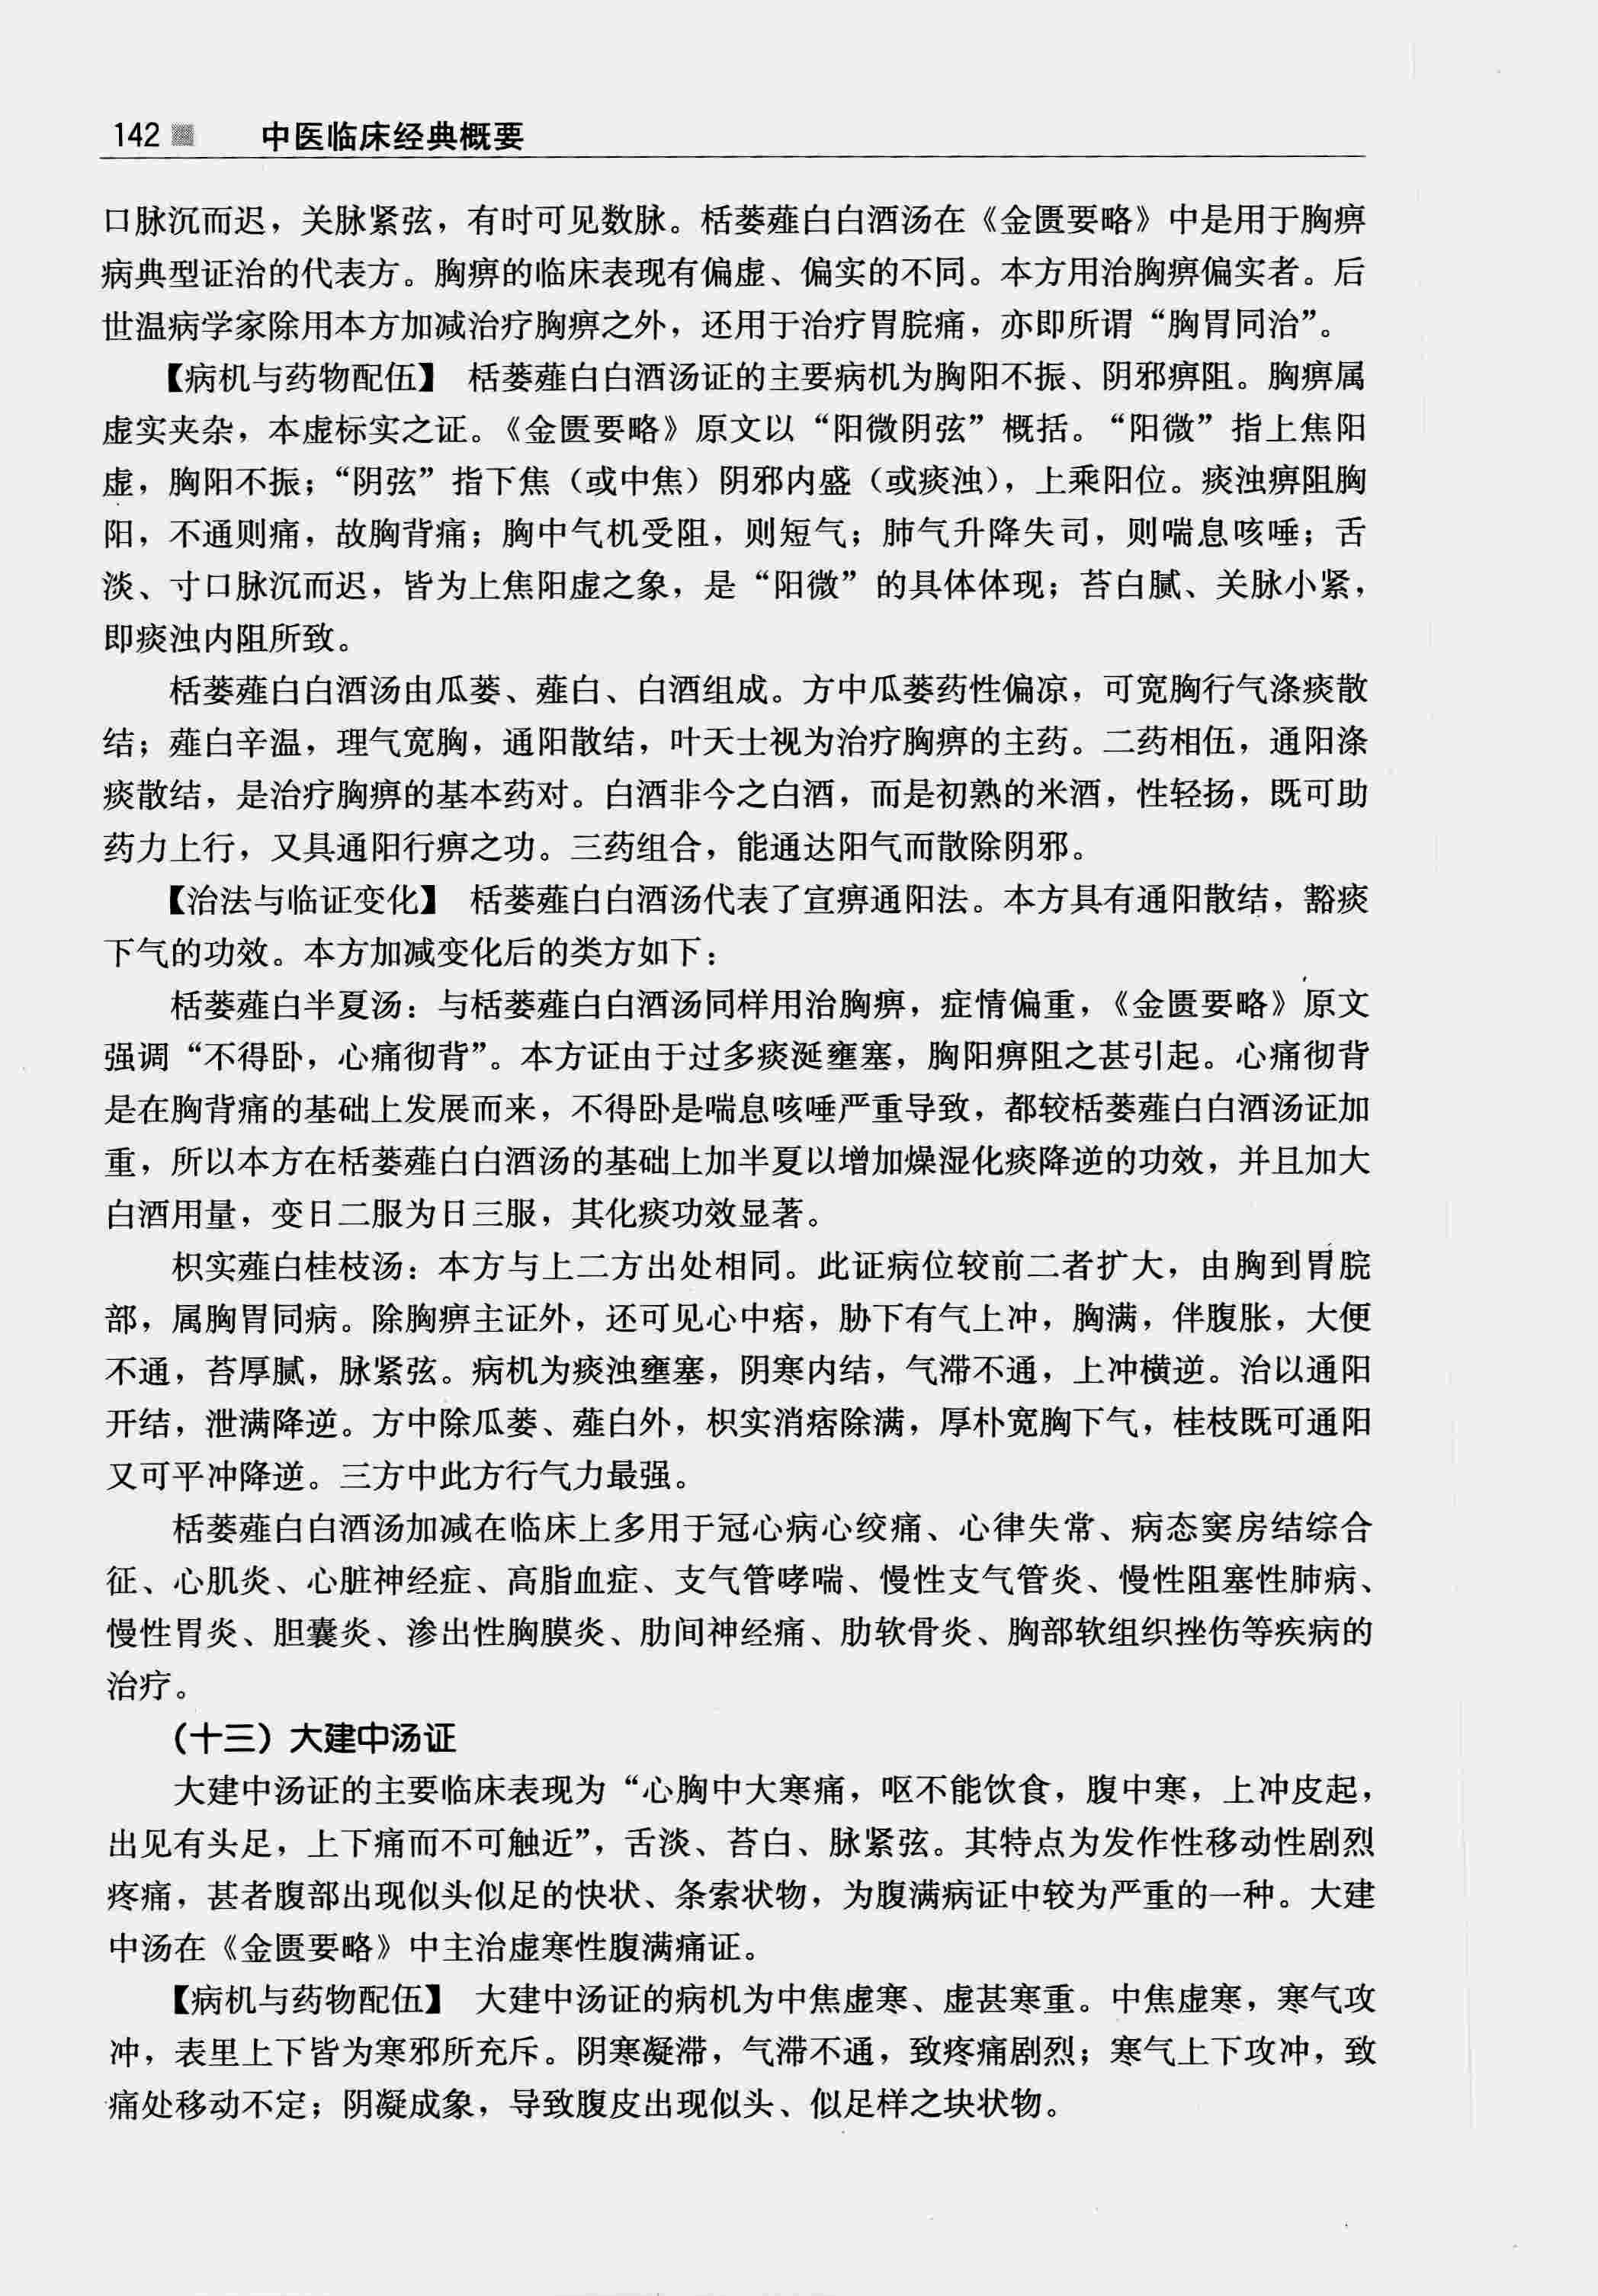 142 中医临床经典概要
口脉沉而迟，关脉紧弦，有时可见数脉。栝蒌薤白白酒汤在《金匮要略》中是用于胸痹
病典型证治的代表方。胸痹的临床表现有偏虚、偏实的不同。本方用治胸痹偏实者。后
世温病学家除用本方加减治疗胸痹之外，还用于治疗胃脘痛，亦即所谓“胸胃同治”。
【病机与药物配伍】 栝蒌薤白白酒汤证的主要病机为胸阳不振、阴邪痹阻。胸痹属
虚实夹杂，本虚标实之证。《金匮要略》原文以“阳微阴弦”概括。“阳微”指上焦阳
虚，胸阳不振；“阴弦”指下焦（或中焦）阴邪内盛（或痰浊），上乘阳位。痰浊痹阻胸
阳，不通则痛，故胸背痛；胸中气机受阻，则短气；肺气升降失司，则喘息咳唾；舌
淡、寸口脉沉而迟，皆为上焦阳虚之象，是“阳微”的具体体现；苔白腻、关脉小紧，
即痰浊内阻所致。
栝蒌薤白白酒汤由瓜蒌、薤白、白酒组成。方中瓜蒌药性偏凉，可宽胸行气涤痰散
结；薤白辛温，理气宽胸，通阳散结，叶天士视为治疗胸痹的主药。二药相伍，通阳涤
痰散结，是治疗胸痹的基本药对。白酒非今之白酒，而是初熟的米酒，性轻扬，既可助
药力上行，又具通阳行痹之功。三药组合，能通达阳气而散除阴邪。
【治法与临证变化】 栝蒌薤白白酒汤代表了宣痹通阳法。本方具有通阳散结，豁痰
下气的功效。本方加减变化后的类方如下：
栝蒌薤白半夏汤：与栝蒌薤白白酒汤同样用治胸痹，症情偏重，《金匮要略》原文
强调“不得卧，心痛彻背”。本方证由于过多痰涎壅塞，胸阳痹阻之甚引起。心痛彻背
是在胸背痛的基础上发展而来，不得卧是喘息咳唾严重导致，都较栝蒌薤白白酒汤证加
重，所以本方在栝蒌薤白白酒汤的基础上加半夏以增加燥湿化痰降逆的功效，并且加大
白酒用量，变日二服为日三服，其化痰功效显著。
枳实薤白桂枝汤：本方与上二方出处相同。此证病位较前二者扩大，由胸到胃脘
部，属胸胃同病。除胸痹主证外，还可见心中痞，胁下有气上冲，胸满，伴腹胀，大便
不通，苔厚腻，脉紧弦。病机为痰浊壅塞，阴寒内结，气滞不通，上冲横逆。治以通阳
开结，泄满降逆。方中除瓜蒌、薤白外，枳实消痞除满，厚朴宽胸下气，桂枝既可通阳
又可平冲降逆。三方中此方行气力最强。
栝蒌薤白白酒汤加减在临床上多用于冠心病心绞痛、心律失常、病态窦房结综合
征、心肌炎、心脏神经症、高脂血症、支气管哮喘、慢性支气管炎、慢性阻塞性肺病、
慢性胃炎、胆囊炎、渗出性胸膜炎、肋间神经痛、肋软骨炎、胸部软组织挫伤等疾病的
治疗。
（十三）大建中汤证
大建中汤证的主要临床表现为“心胸中大寒痛，呕不能饮食，腹中寒，上冲皮起，
出见有头足，上下痛而不可触近”，舌淡、苔白、脉紧弦。其特点为发作性移动性剧烈
疼痛，甚者腹部出现似头似足的快状、条索状物，为腹满病证中较为严重的一种。大建
中汤在《金匮要略》中主治虚寒性腹满痛证。
【病机与药物配伍】 大建中汤证的病机为中焦虚寒、虚甚寒重。中焦虚寒，寒气攻
冲，表里上下皆为寒邪所充斥。阴寒凝滞，气滞不通，致疼痛剧烈；寒气上下攻冲，致
痛处移动不定；阴凝成象，导致腹皮出现似头、似足样之块状物。